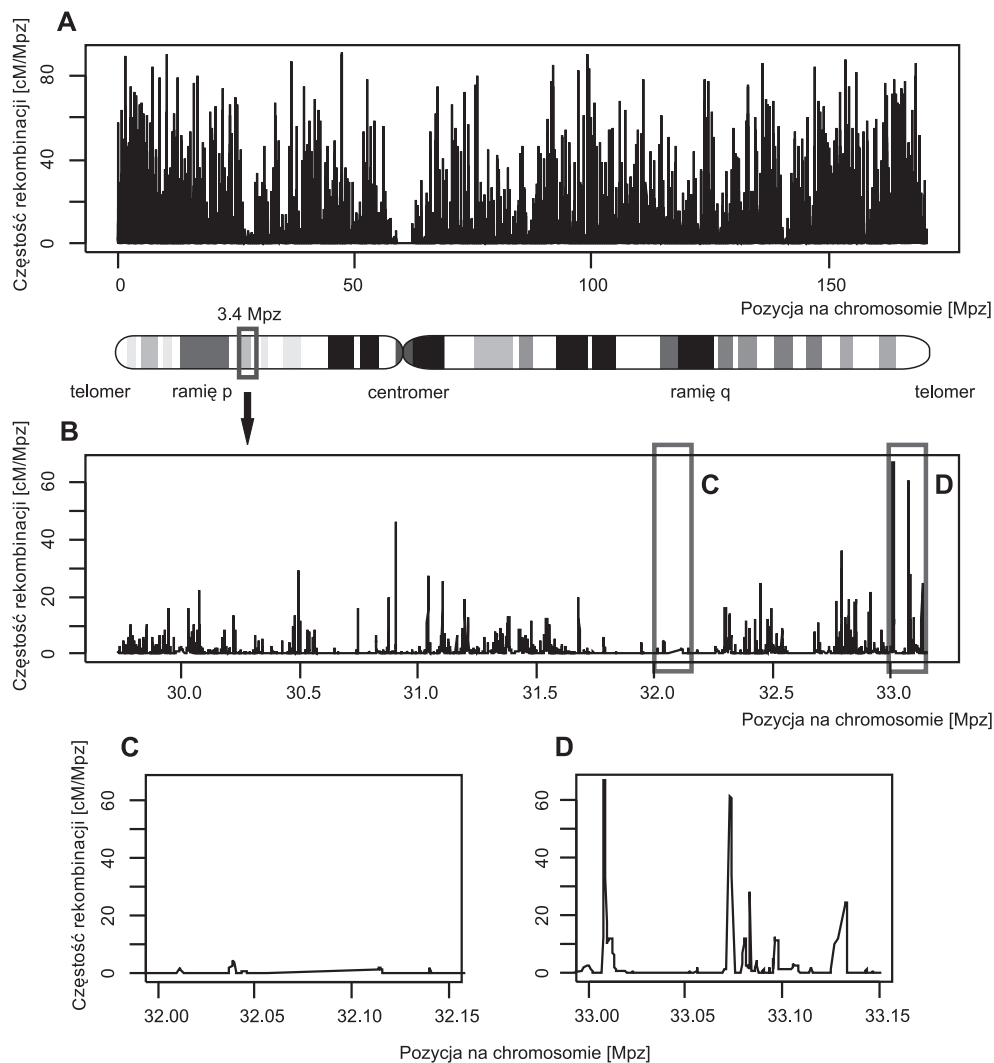 A
Częstość rekombinacji [cM/Mpz]
80
40
0
0 50 100 150
Pozycja na chromosomie [Mpz]
3.4 Mpz
telomer ramię p centromer ramię q telomer
B
Częstość rekombinacji [cM/Mpz]
60
40
20
0
C D
30.0 30.5 31.0 31.5 32.0 32.5 33.0
Pozycja na chromosomie [Mpz]
C
Częstość rekombinacji [cM/Mpz]
60
40
20
0
32.00 32.05 32.10 32.15
D
60
40
20
0
33.00 33.05 33.10 33.15
Pozycja na chromosomie [Mpz]